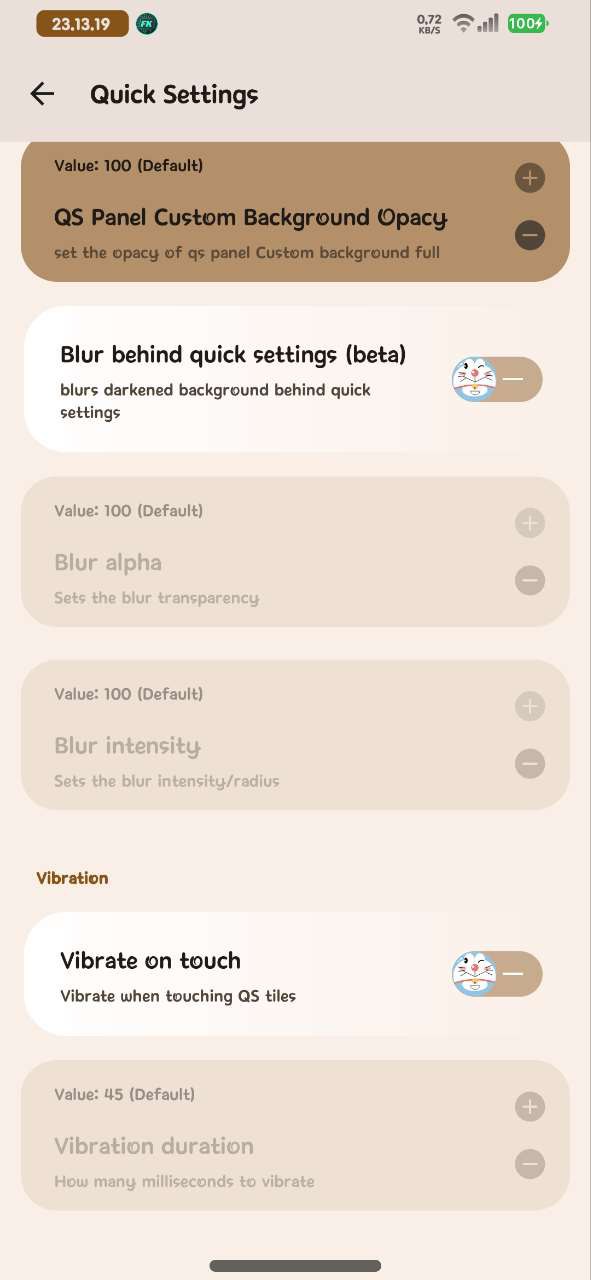 23.13.19
FK
0,72
KB/S
100
Quick Settings
Value: 100 (Default)
QS Panel Custom Background Opacy
set the opacy of qs panel Custom background full
Blur behind quick settings (beta)
blurs darkened background behind quick
settings
Value: 100 (Default)
Blur alpha
Sets the blur transparency
Value: 100 (Default)
Blur intensity
Sets the blur intensity/radius
Vibration
Vibrate on touch
Vibrate when touching QS tiles
Value: 45 (Default)
Vibration duration
How many milliseconds to vibrate